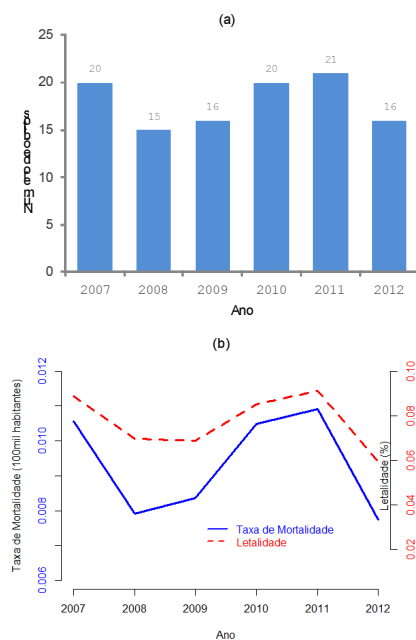 (a)
25
20
15
10
5
0
20
15
16
20
21
16
2007 2008 2009 2010 2011 2012
Ano
(b)
Taxa de Mortalidade (100mil habitantes)
0.012
0.010
0.008
0.006
0.10
0.08
0.06
0.04
0.02
Letalidade (%)
Taxa de Mortalidade
Letalidade
2007 2008 2009 2010 2011 2012
Ano